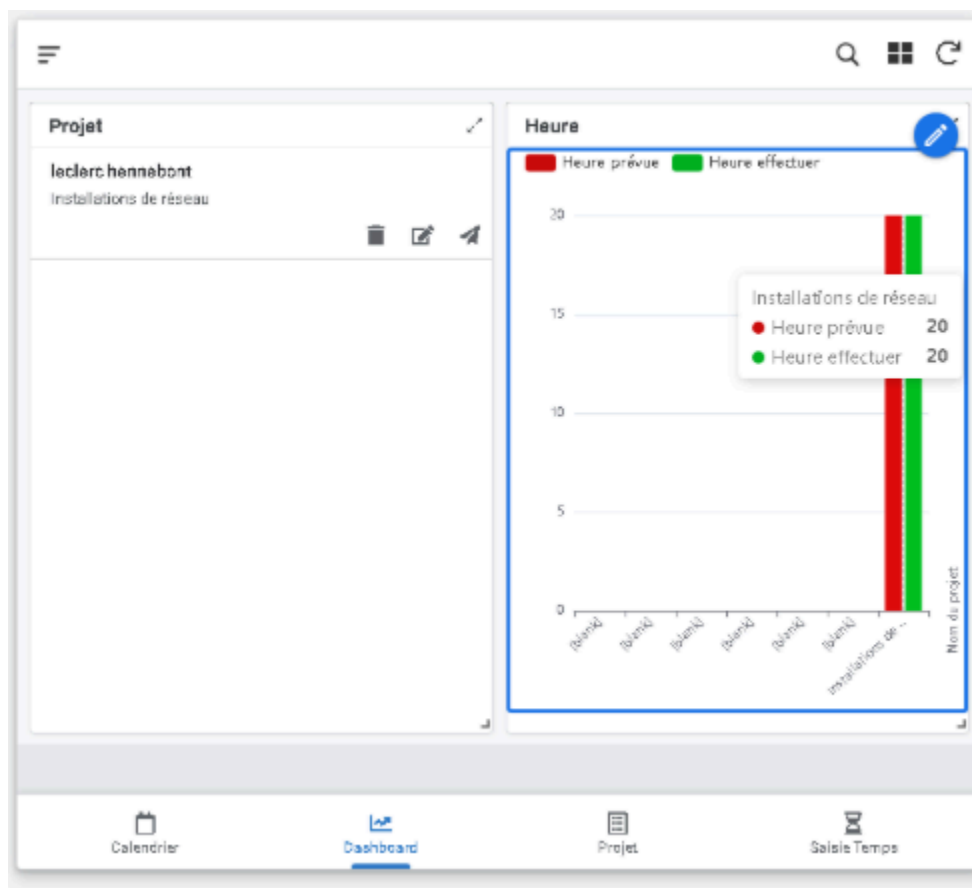 Projet
leclerc hennebont
Installations de réseau
Heure
Heure prévue Heure effectuer
20
15
10
5
0
Installations de réseau
Heure prévue 20
Heure effectuer 20
(blank) (blank) (blank) (blank) (blank) (blank) Installations de ...
Nom du projet
Calendrier Dashboard Projet Saisie Temps